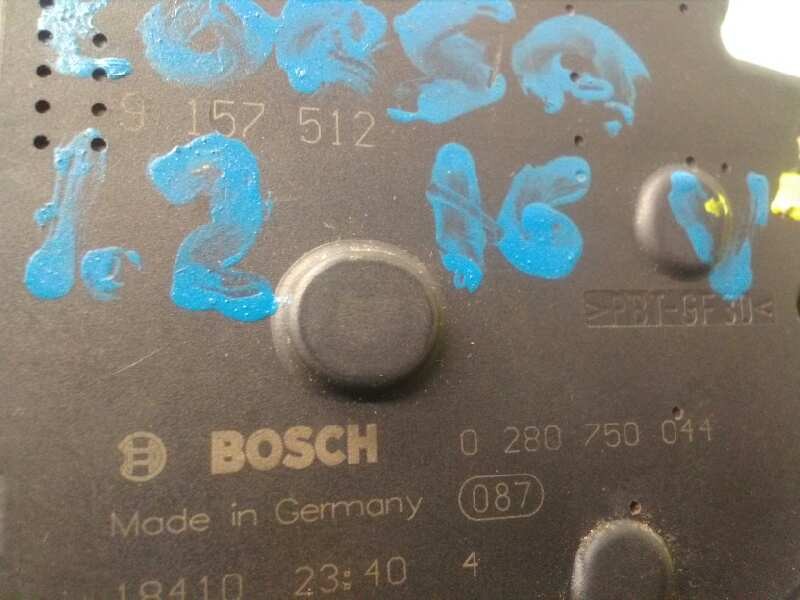 CORSA
9 157 512
1.2 16 V
>PBT-GF30<
BOSCH 0 280 750 044
Made in Germany 087
18410 23:40 4